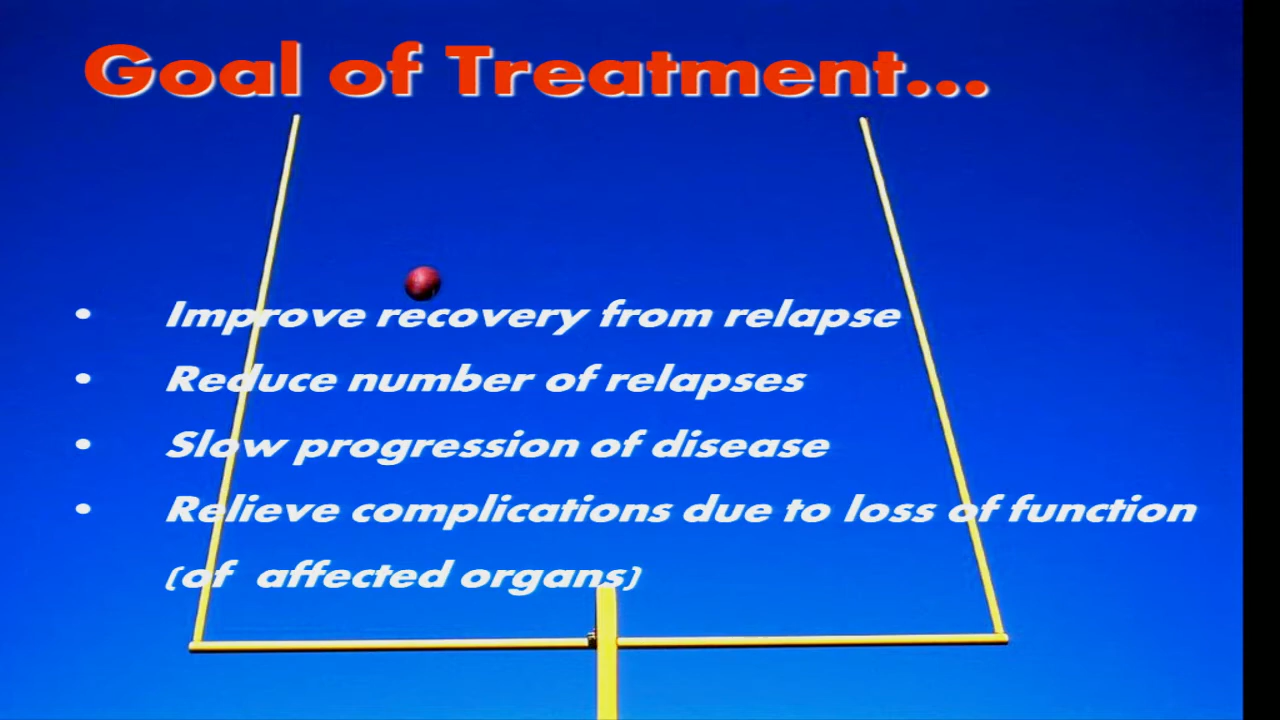 Goal of Treatment...
• Improve recovery from relapse
• Reduce number of relapses
• Slow progression of disease
• Relieve complications due to loss of function
(of affected organs)